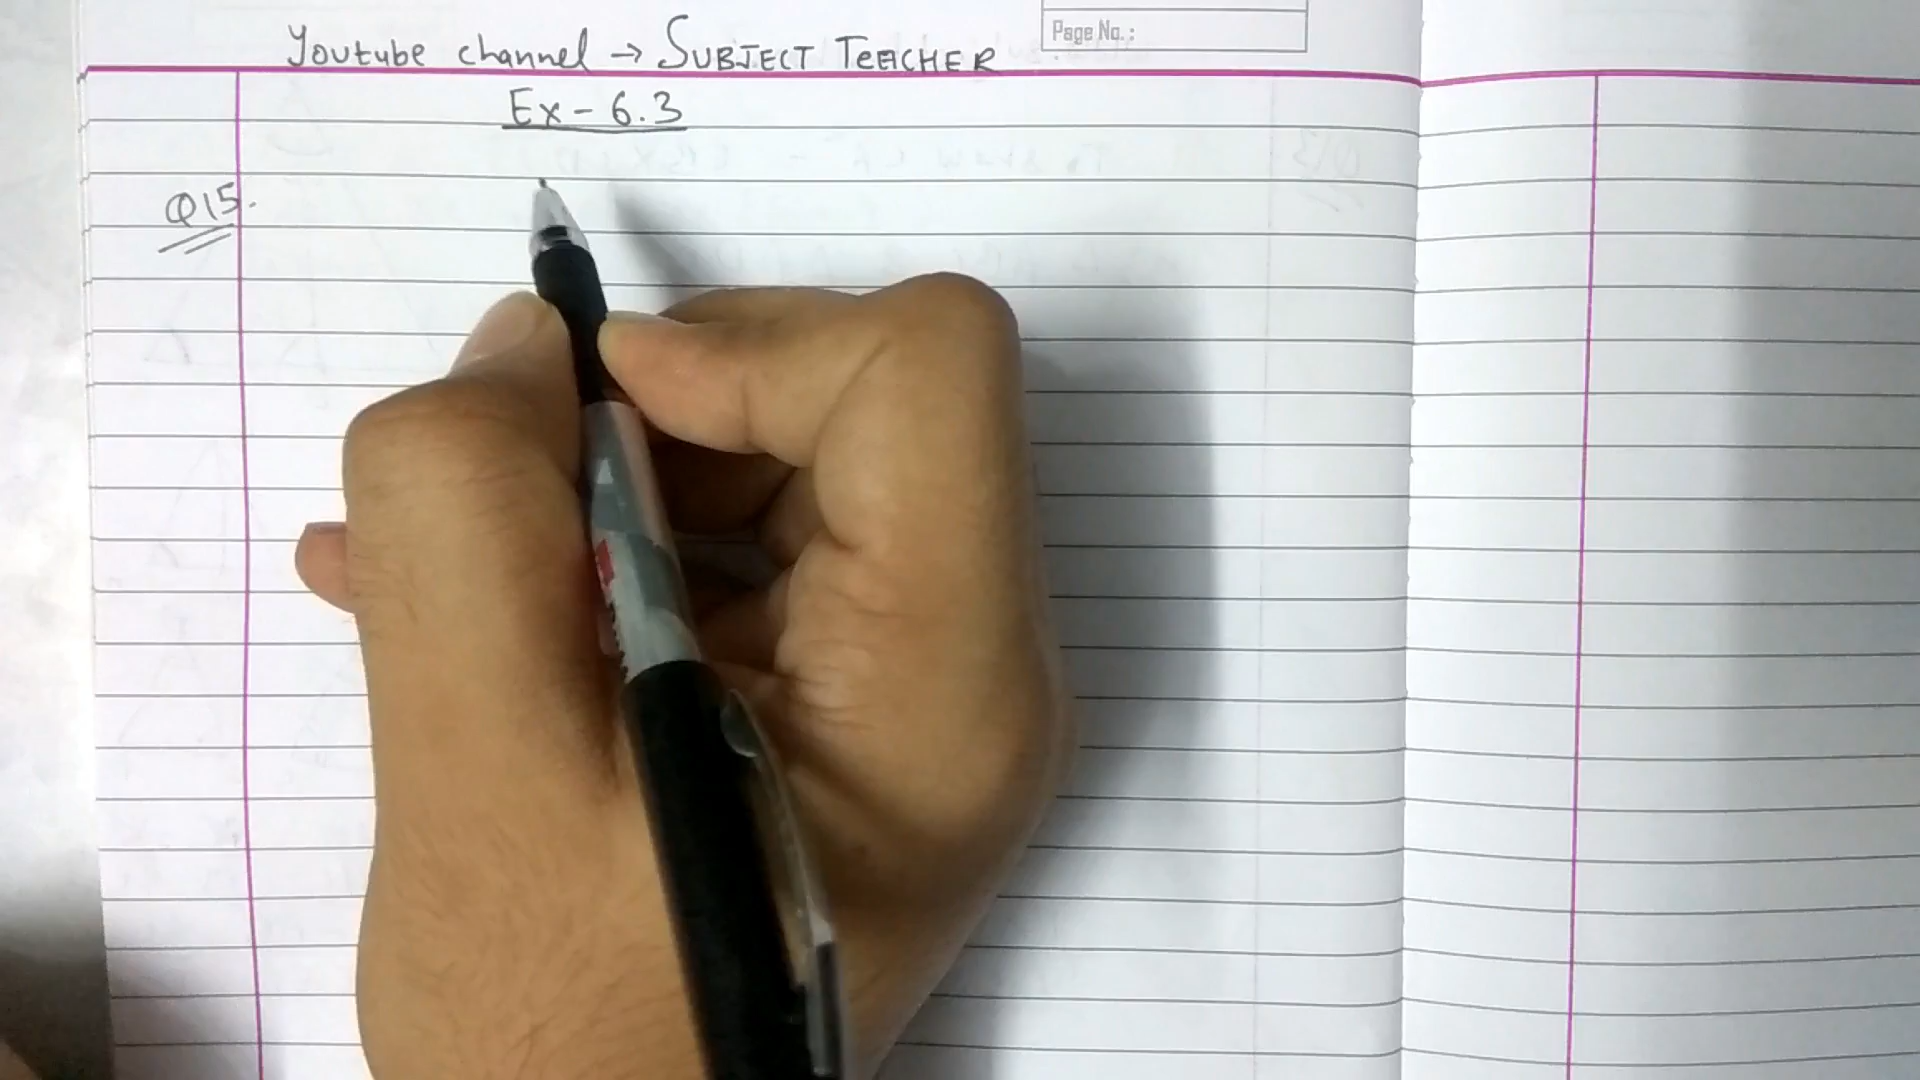 Page No. :
Youtube channel → SUBJECT TEACHER
Ex - 6.3
Q15.